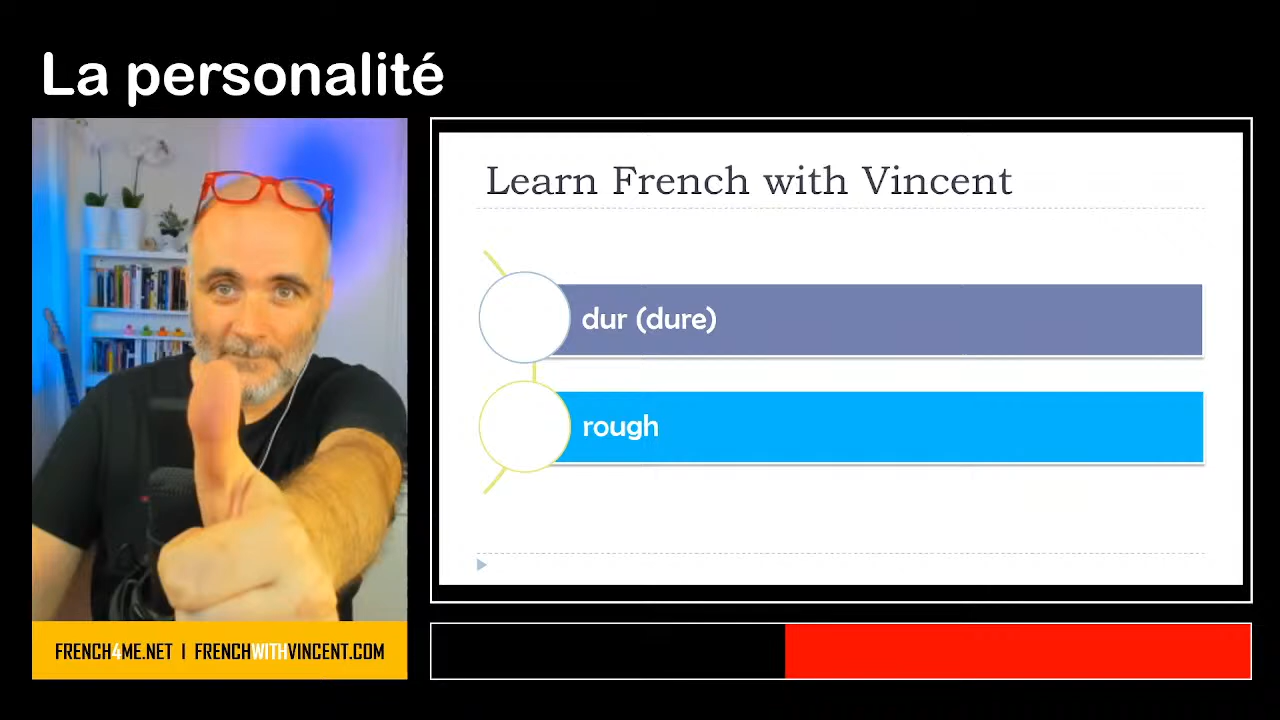 La personalité
Learn French with Vincent
dur (dure)
rough
FRENCH4ME.NET I FRENCHWITHVINCENT.COM